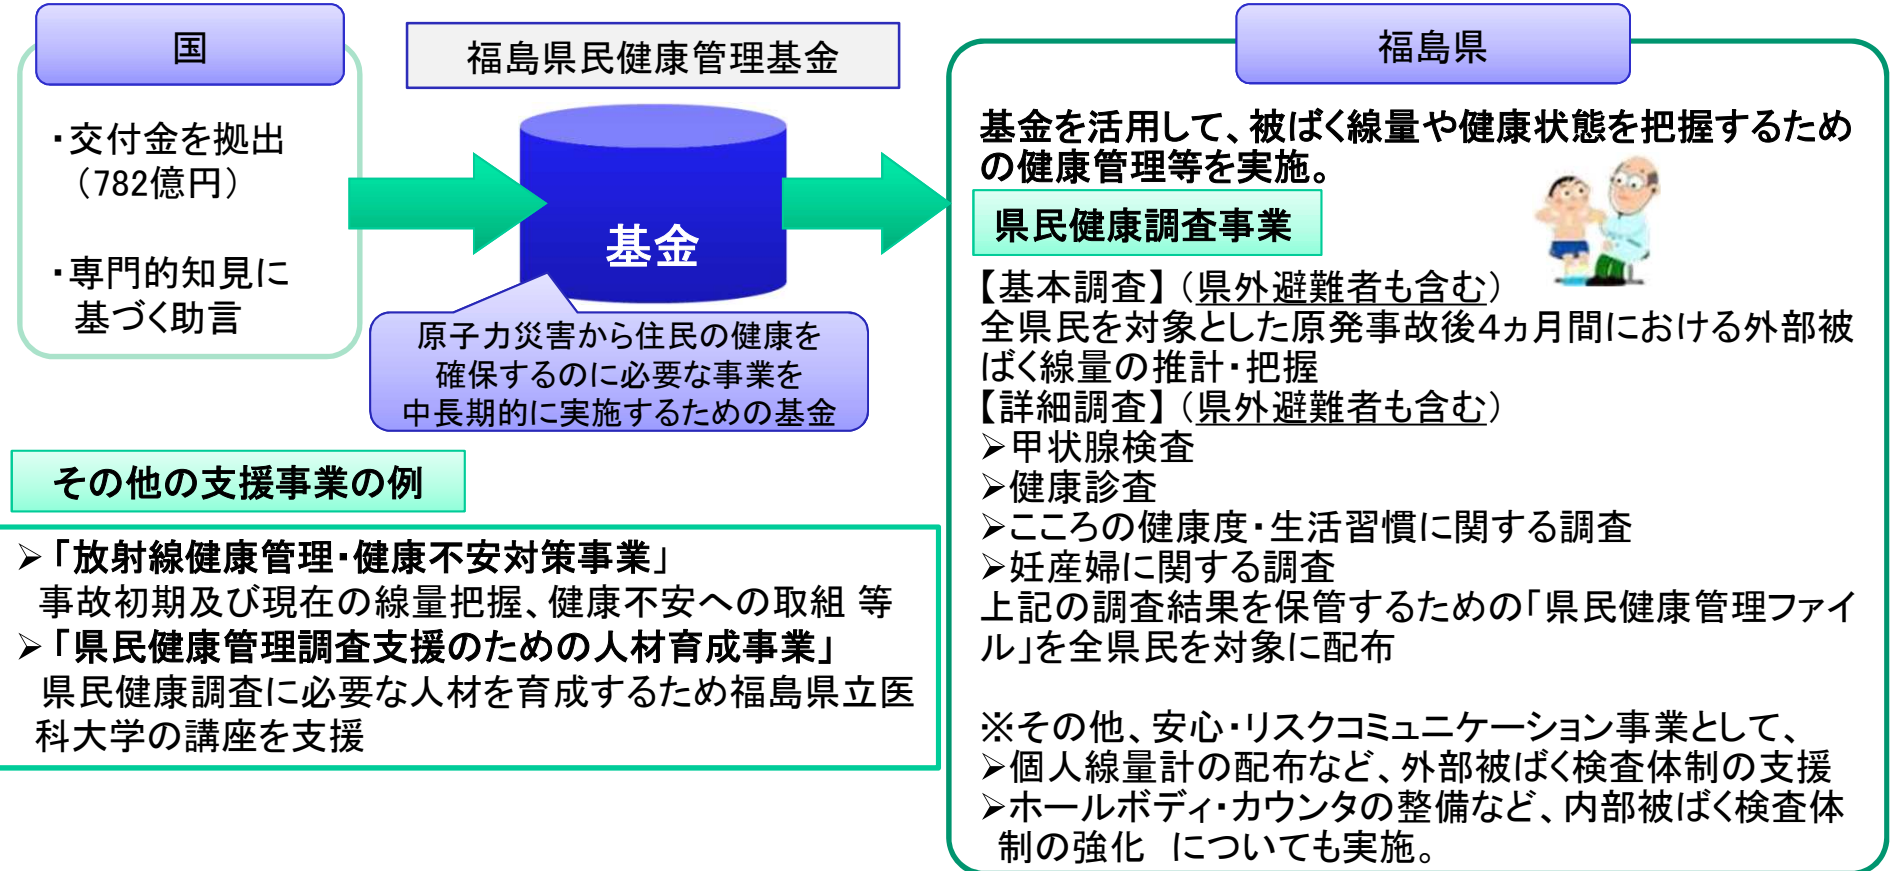 国
・交付金を拠出
（782億円）
・専門的知見に
基づく助言
福島県民健康管理基金
基金
原子力災害から住民の健康を
確保するのに必要な事業を
中長期的に実施するための基金
その他の支援事業の例
➢「放射線健康管理・健康不安対策事業」
事故初期及び現在の線量把握、健康不安への取組 等
➢「県民健康管理調査支援のための人材育成事業」
県民健康調査に必要な人材を育成するため福島県立医
科大学の講座を支援
福島県
基金を活用して、被ばく線量や健康状態を把握するため
の健康管理等を実施。
県民健康調査事業
【基本調査】（県外避難者も含む）
全県民を対象とした原発事故後４ヵ月間における外部被
ばく線量の推計・把握
【詳細調査】（県外避難者も含む）
➢甲状腺検査
➢健康診査
➢こころの健康度・生活習慣に関する調査
➢妊産婦に関する調査
上記の調査結果を保管するための「県民健康管理ファイ
ル」を全県民を対象に配布
※その他、安心・リスクコミュニケーション事業として、
➢個人線量計の配布など、外部被ばく検査体制の支援
➢ホールボディ・カウンタの整備など、内部被ばく検査体
制の強化　についても実施。